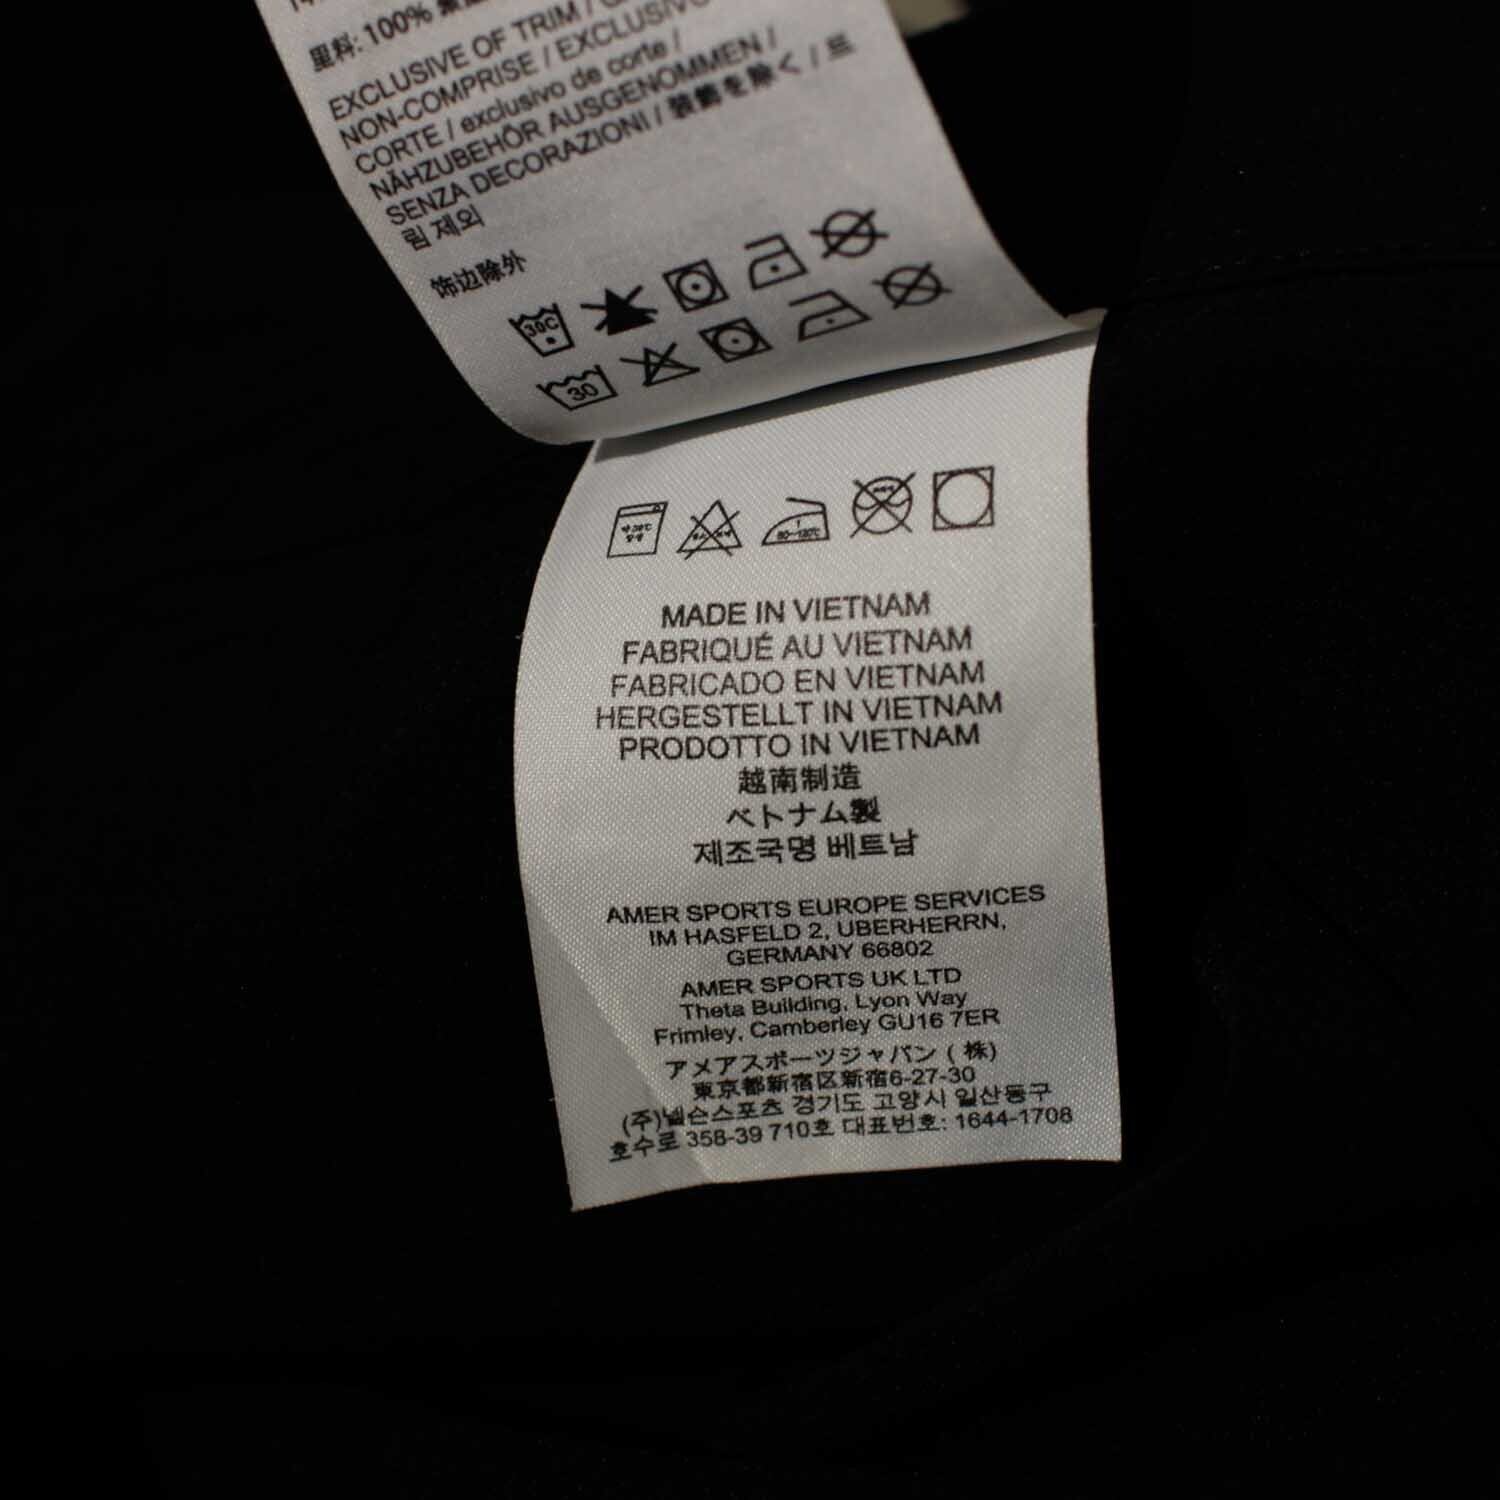 里料: 100%
EXCLUSIVE OF TRIM /
NON-COMPRISE / EXCLUSIVO
CORTE / exclusivo de corte /
NÄHZUBEHÖR AUSGENOMMEN /
SENZA DECORAZIONI / 装飾を除く / 트
림 제외
饰边除外
30C
30
80~120℃
MADE IN VIETNAM
FABRIQUÉ AU VIETNAM
FABRICADO EN VIETNAM
HERGESTELLT IN VIETNAM
PRODOTTO IN VIETNAM
越南制造
ベトナム製
제조국명 베트남
AMER SPORTS EUROPE SERVICES
IM HASFELD 2, UBERHERRN,
GERMANY 66802
AMER SPORTS UK LTD
Theta Building, Lyon Way
Frimley, Camberley GU16 7ER
アメアスポーツジャパン ( 株)
東京都新宿区新宿6-27-30
(주)넬슨스포츠 경기도 고양시 일산동구
호수로 358-39 710호 대표번호: 1644-1708